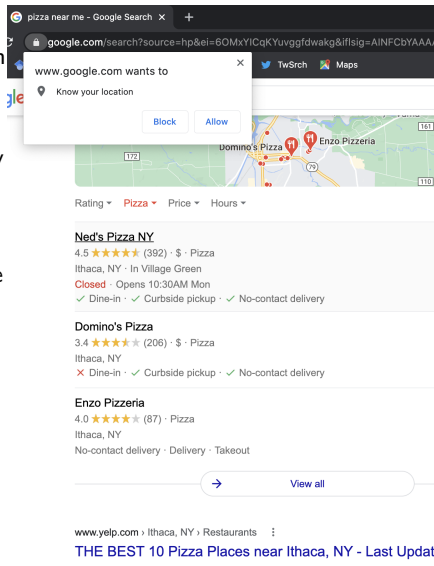 pizza near me - Google Search
google.com/search?source=hp&ei=6OMxYICqKYuvggfdwakg&iflsig=AINFCbYAAA
www.google.com wants to
Know your location
Block Allow
TwSrch Maps
gle
161
Domino's Pizza Enzo Pizzeria
172
79
110
Rating Pizza Price Hours
Ned's Pizza NY
4.5 (392) · $ · Pizza
Ithaca, NY · In Village Green
Closed · Opens 10:30AM Mon
Dine-in · Curbside pickup · No-contact delivery
Domino's Pizza
3.4 (206) · $ · Pizza
Ithaca, NY
Dine-in · Curbside pickup · No-contact delivery
Enzo Pizzeria
4.0 (87) · Pizza
Ithaca, NY
No-contact delivery · Delivery · Takeout
View all
www.yelp.com › Ithaca, NY › Restaurants
THE BEST 10 Pizza Places near Ithaca, NY - Last Updat